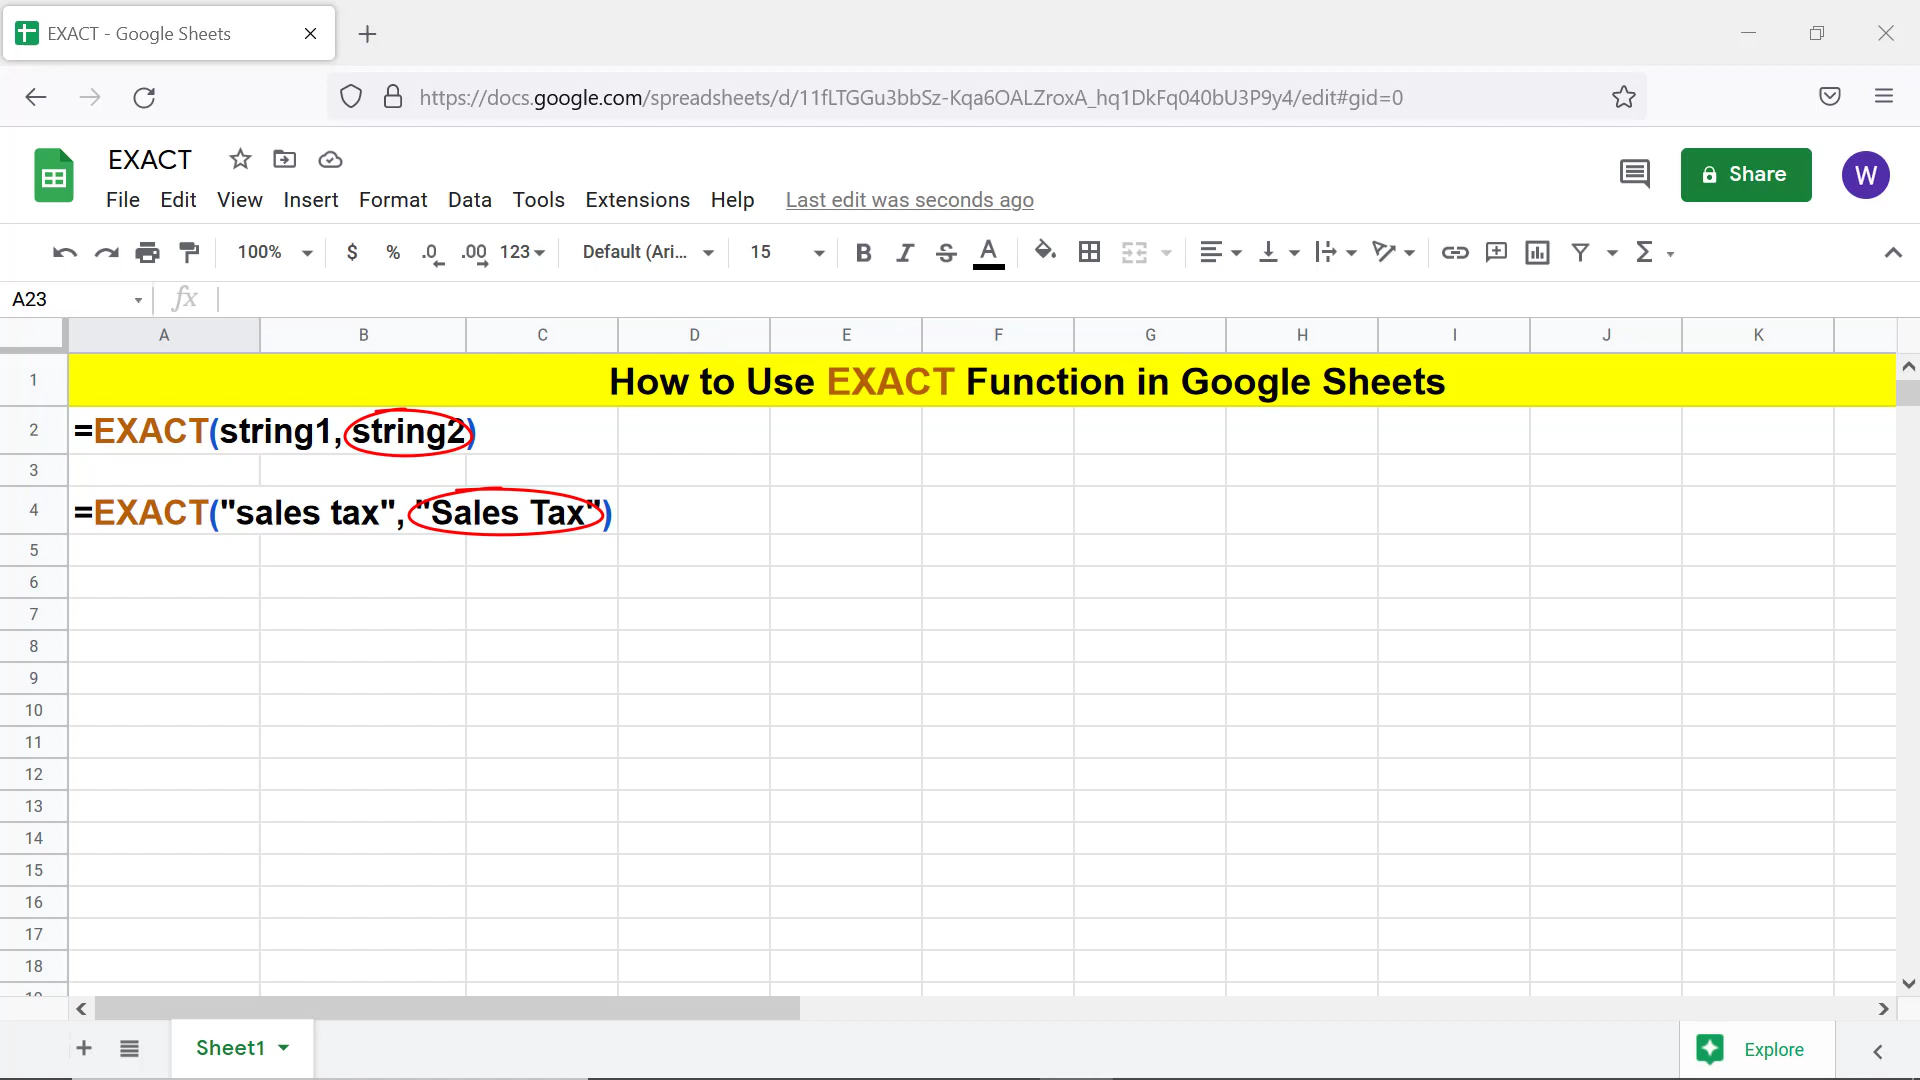 EXACT - Google Sheets
https://docs.google.com/spreadsheets/d/11fLTGGu3bbSz-Kqa6OALZroxA_hq1DkFq040bU3P9y4/edit#gid=0
EXACT
File Edit View Insert Format Data Tools Extensions Help Last edit was seconds ago
Share
W
100% $ % .0 .00 123 Default (Ari... 15 B I S A
A23 fx
A B C D E F G H I J K
1 How to Use EXACT Function in Google Sheets
2 =EXACT(string1, string2)
3
4 =EXACT("sales tax", "Sales Tax")
5
6
7
8
9
10
11
12
13
14
15
16
17
18
19
Sheet1
Explore